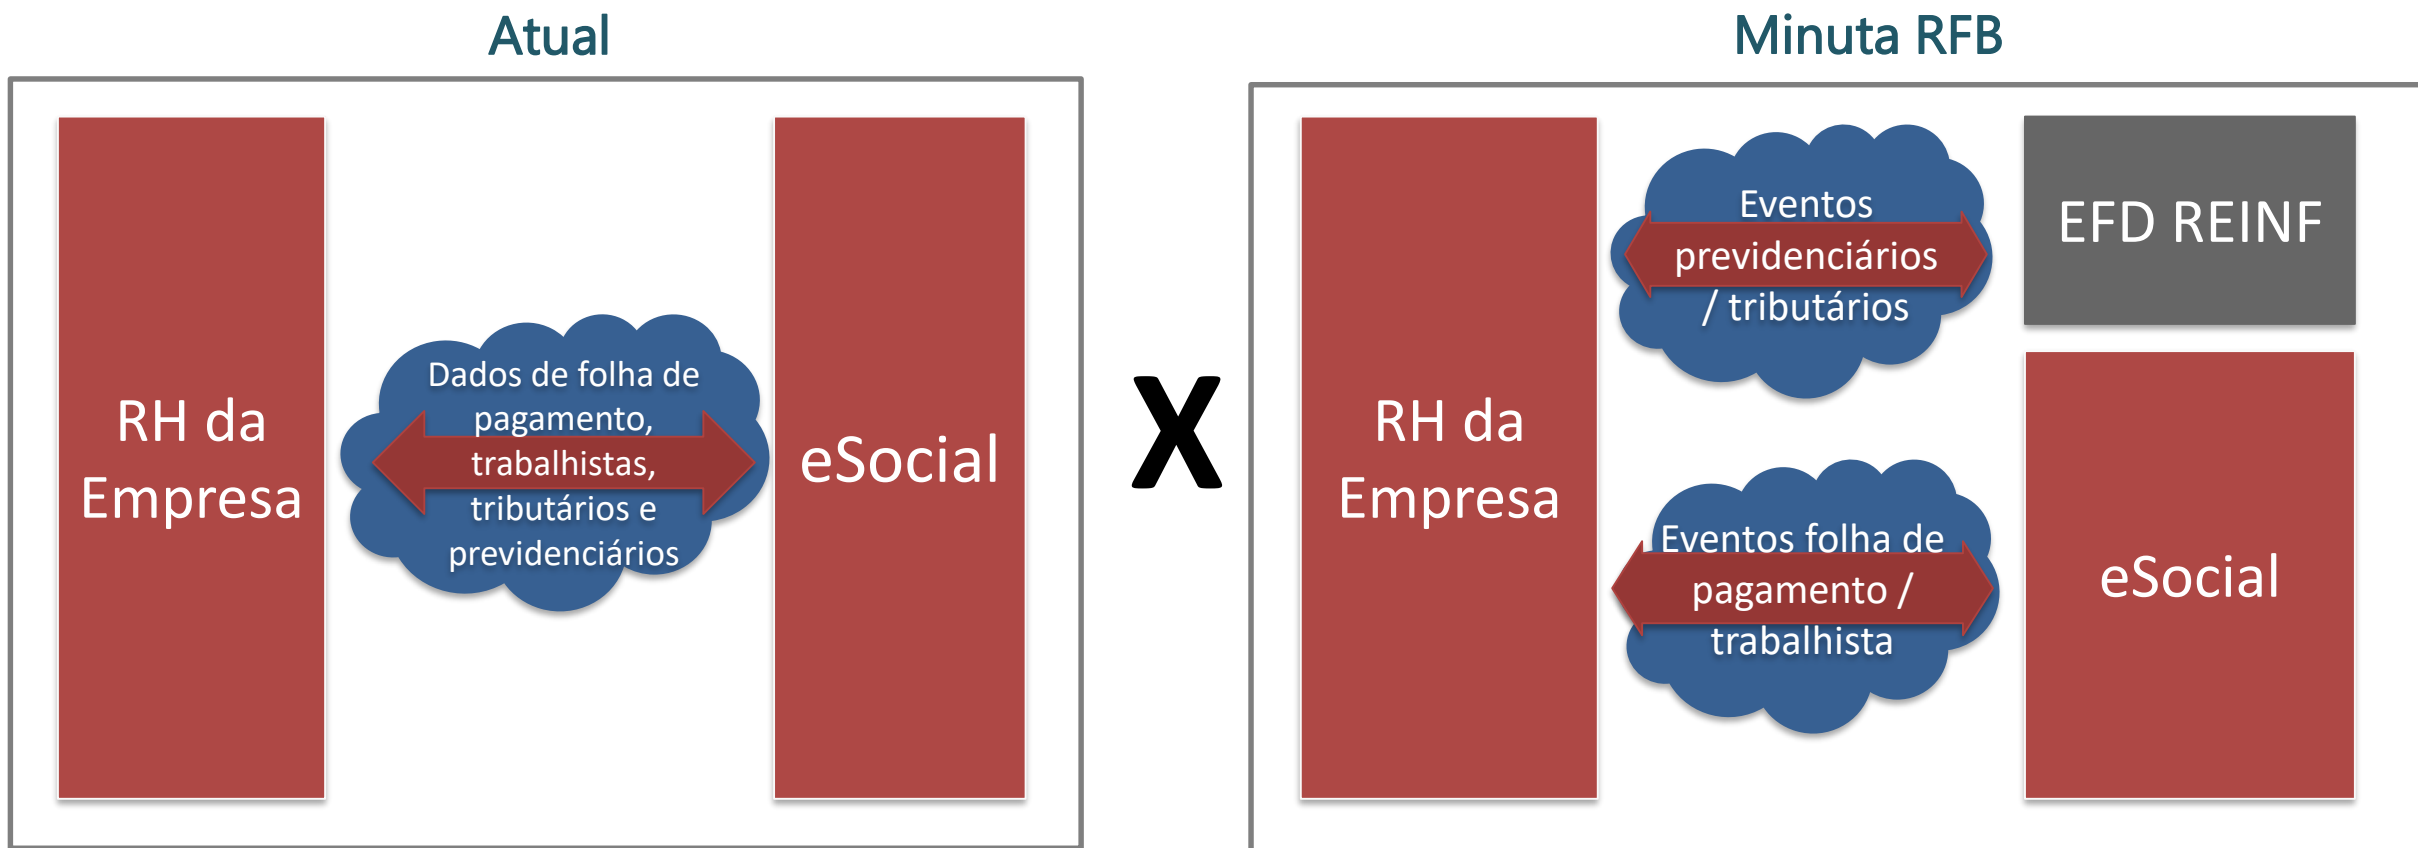 Atual
RH da
Empresa
Dados de folha de
pagamento,
trabalhistas,
tributários e
previdenciários
eSocial
X
Minuta RFB
RH da
Empresa
Eventos
previdenciários
/ tributários
EFD REINF
Eventos folha de
pagamento /
trabalhista
eSocial